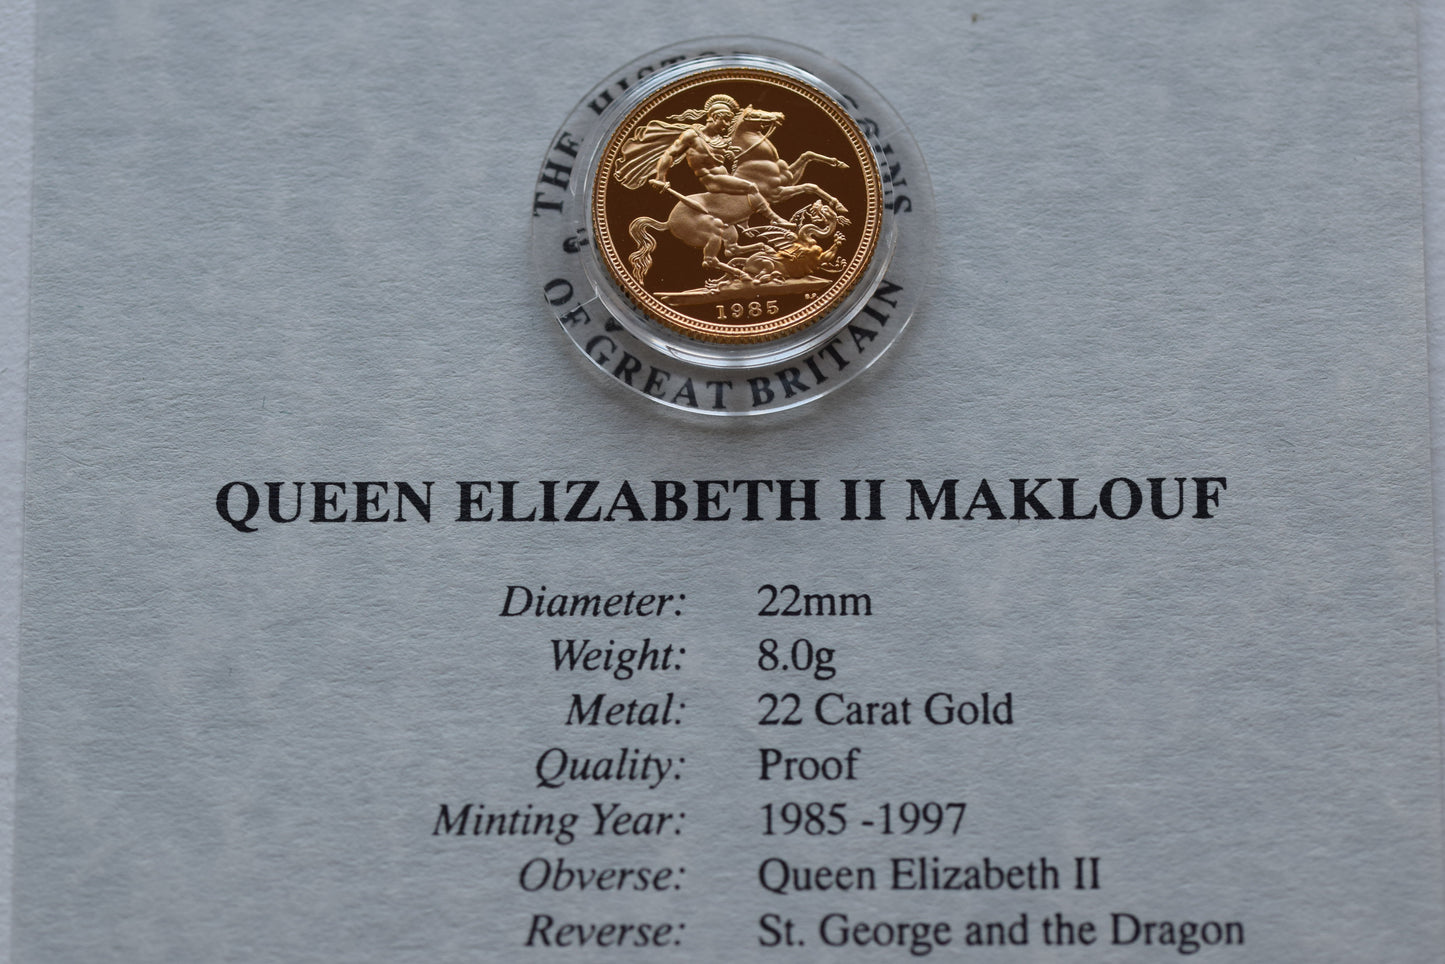 THE
COINS
OF GREAT BRITAIN
1985
QUEEN ELIZABETH II MAKLOUF
Diameter: 22mm
Weight: 8.0g
Metal: 22 Carat Gold
Quality: Proof
Minting Year: 1985 -1997
Obverse: Queen Elizabeth II
Reverse: St. George and the Dragon